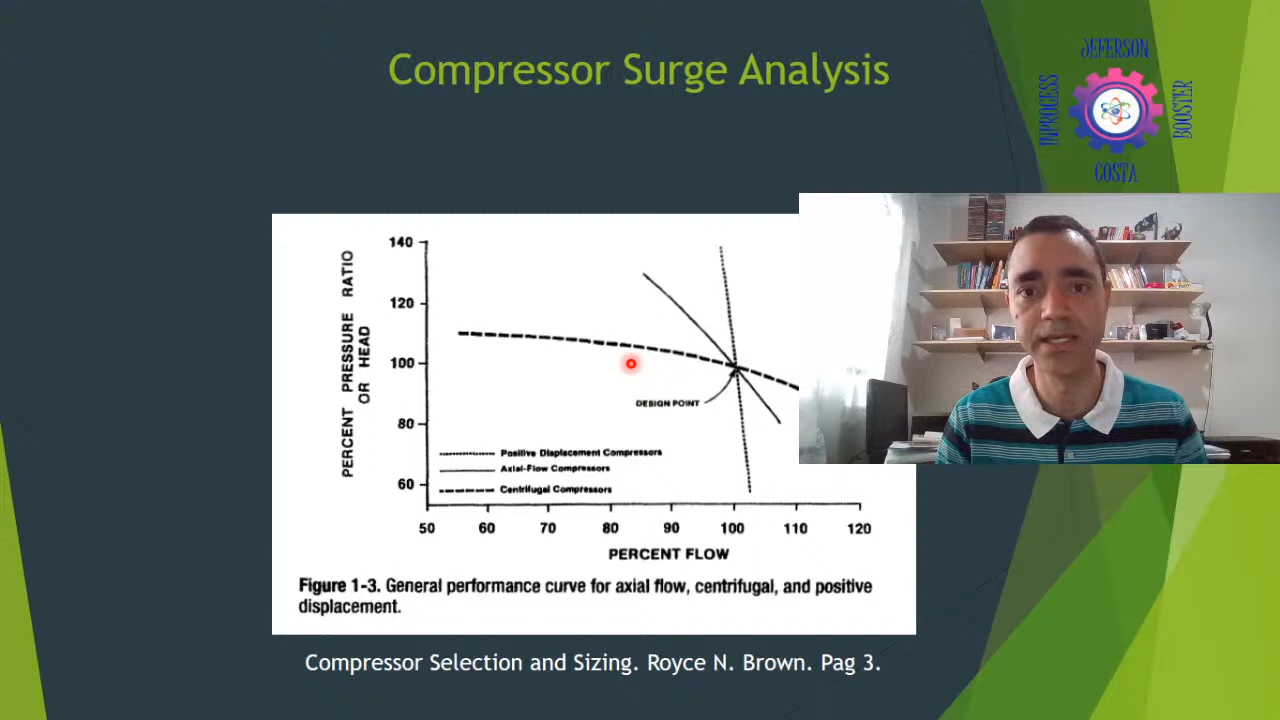 Compressor Surge Analysis
JEFERSON
INPROCESS
BOOSTER
COSTA
140
120
100
80
60
PERCENT PRESSURE RATIO
OR HEAD
DESIGN POINT
Positive Displacement Compressors
Axial-Flow Compressors
Centrifugal Compressors
50 60 70 80 90 100 110 120
PERCENT FLOW
Figure 1-3. General performance curve for axial flow, centrifugal, and positive
displacement.
Compressor Selection and Sizing. Royce N. Brown. Pag 3.